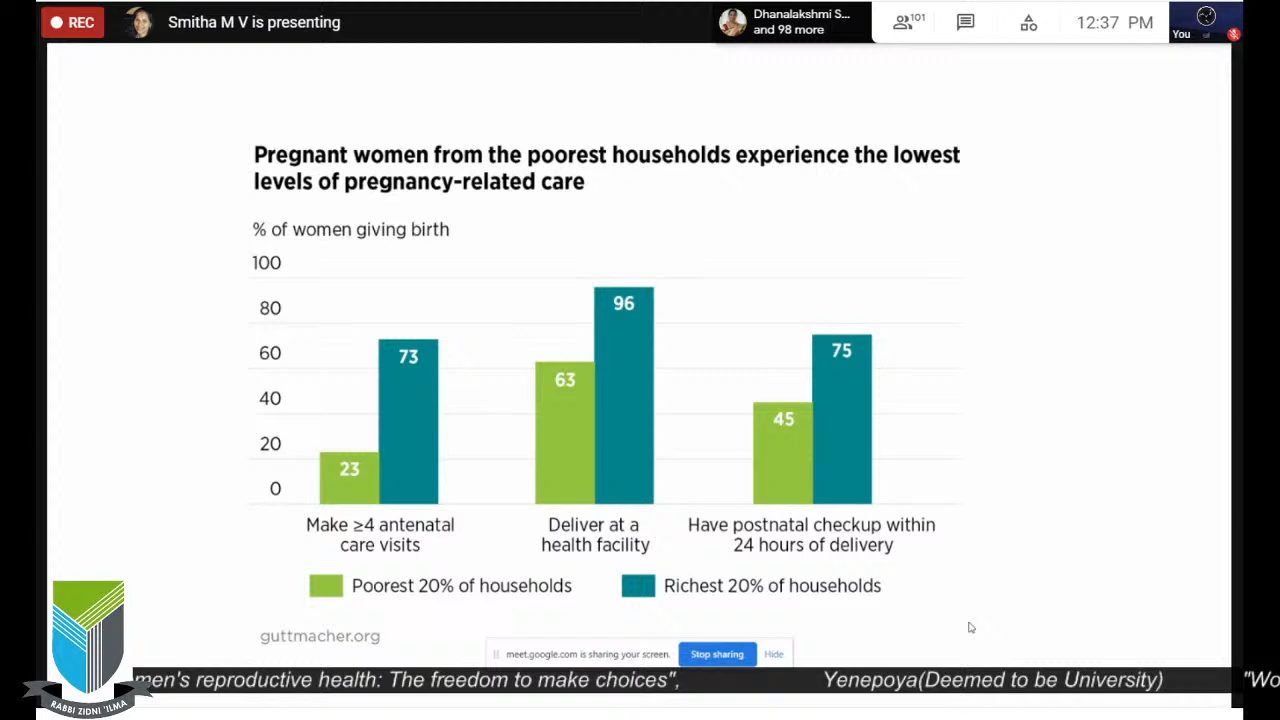 REC
Smitha M V is presenting
Dhanalakshmi S...
and 98 more
101
12:37 PM
You
Pregnant women from the poorest households experience the lowest
levels of pregnancy-related care
% of women giving birth
100
80
60
40
20
0
23
73
63
96
45
75
Make ≥4 antenatal
care visits
Deliver at a
health facility
Have postnatal checkup within
24 hours of delivery
Poorest 20% of households
Richest 20% of households
guttmacher.org
meet.google.com is sharing your screen.
Stop sharing
Hide
men's reproductive health: The freedom to make choices",
Yenepoya(Deemed to be University)
"Wo
RABBI ZIDNI 'ILMA